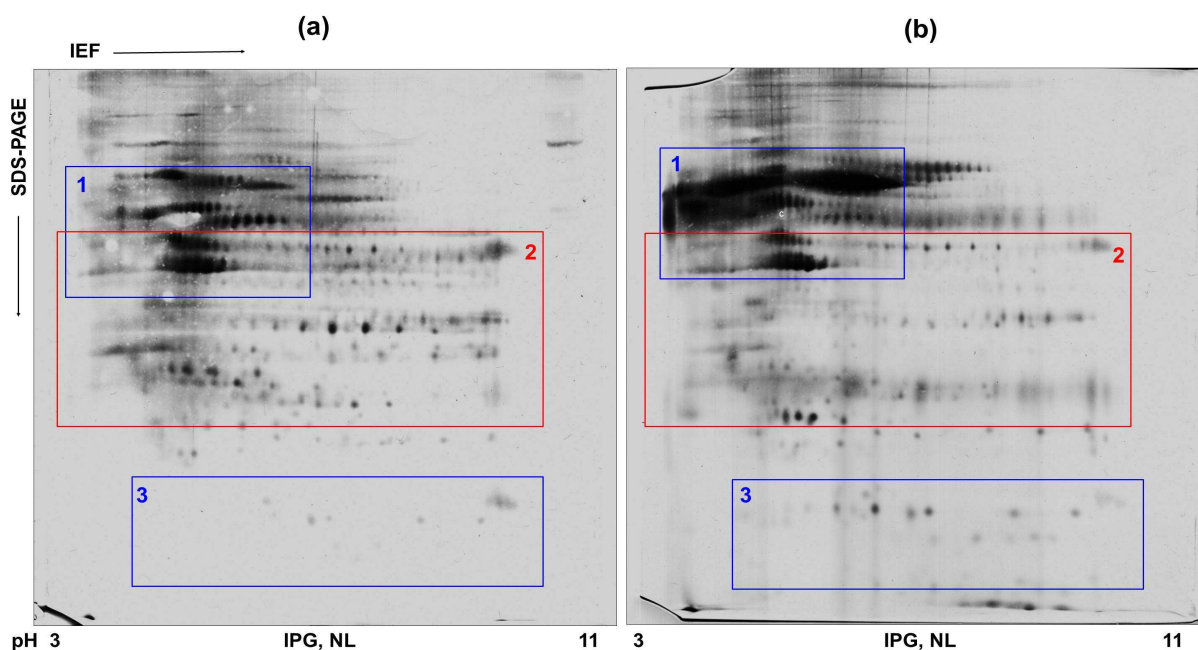 (a)
(b)
IEF
SDS-PAGE
1
2
3
1
c
2
3
pH 3 IPG, NL 11
3 IPG, NL 11